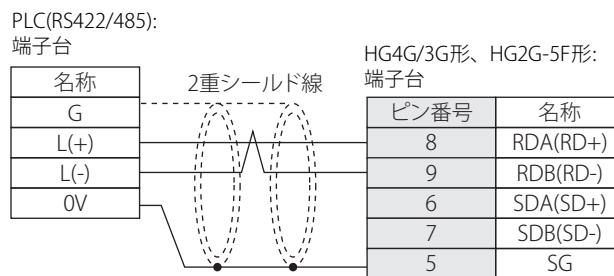 PLC(RS422/485):
端子台
名称
G
L(+)
L(-)
0V
2重シールド線
HG4G/3G形、HG2G-5F形:
端子台
ピン番号 名称
8 RDA(RD+)
9 RDB(RD-)
6 SDA(SD+)
7 SDB(SD-)
5 SG